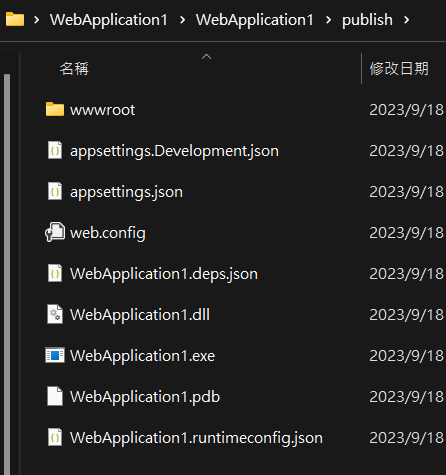 WebApplication1 > WebApplication1 > publish >
名稱 修改日期
wwwroot 2023/9/18
appsettings.Development.json 2023/9/18
appsettings.json 2023/9/18
web.config 2023/9/18
WebApplication1.deps.json 2023/9/18
WebApplication1.dll 2023/9/18
WebApplication1.exe 2023/9/18
WebApplication1.pdb 2023/9/18
WebApplication1.runtimeconfig.json 2023/9/18